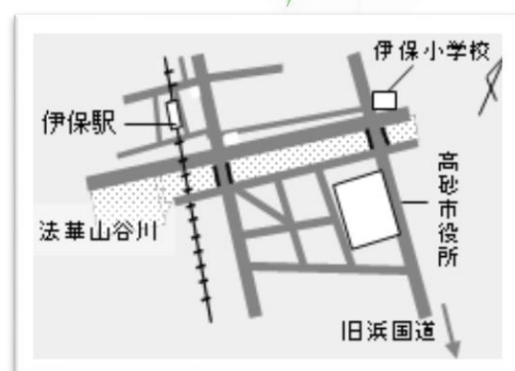 伊保小学校
伊保駅
高砂市役所
法華山谷川
旧浜国道